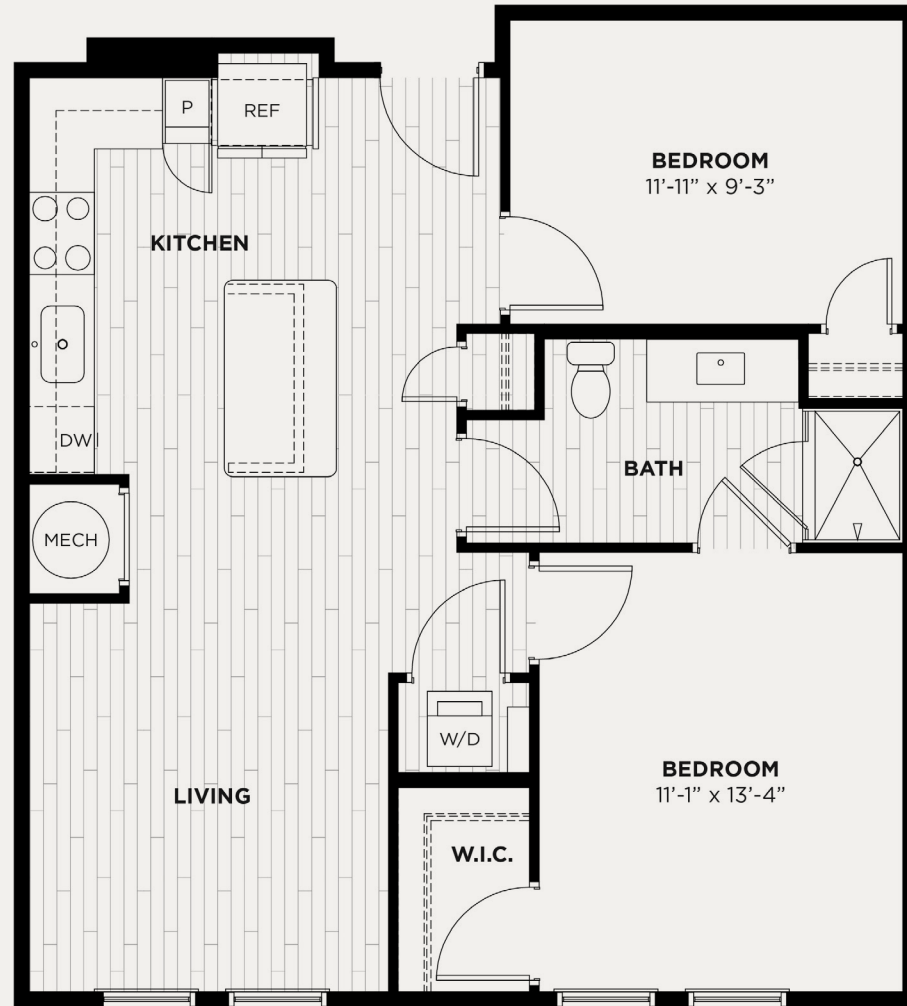 P
REF
BEDROOM
11’-11” x 9’-3”
KITCHEN
DW
BATH
MECH
W/D
LIVING
BEDROOM
11’-1” x 13’-4”
W.I.C.